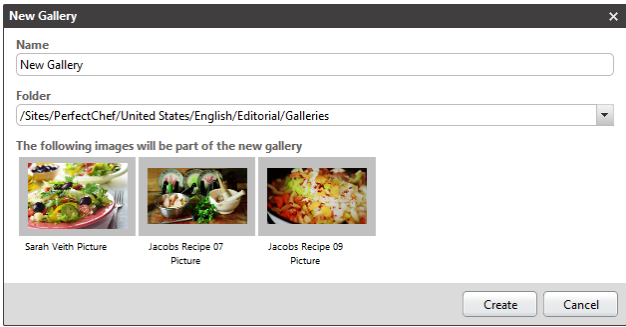 New Gallery
Name
New Gallery
Folder
/Sites/PerfectChef/United States/English/Editorial/Galleries
The following images will be part of the new gallery
Sarah Veith Picture
Jacobs Recipe 07
Picture
Jacobs Recipe 09
Picture
Create
Cancel